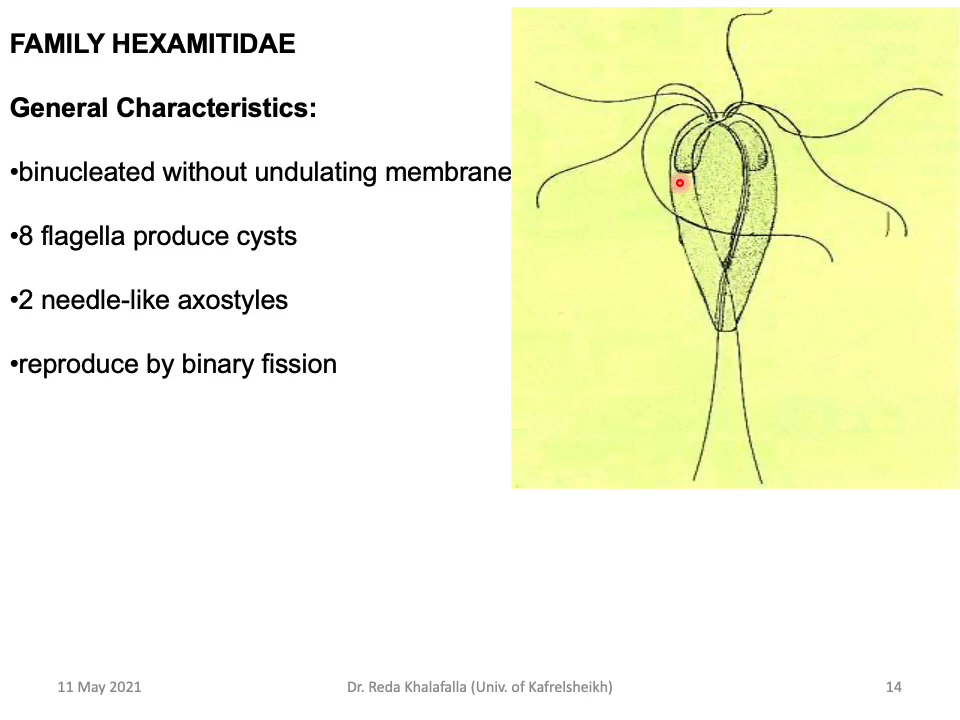 FAMILY HEXAMITIDAE
General Characteristics:
•binucleated without undulating membrane
•8 flagella produce cysts
•2 needle-like axostyles
•reproduce by binary fission
11 May 2021
Dr. Reda Khalafalla (Univ. of Kafrelsheikh)
14